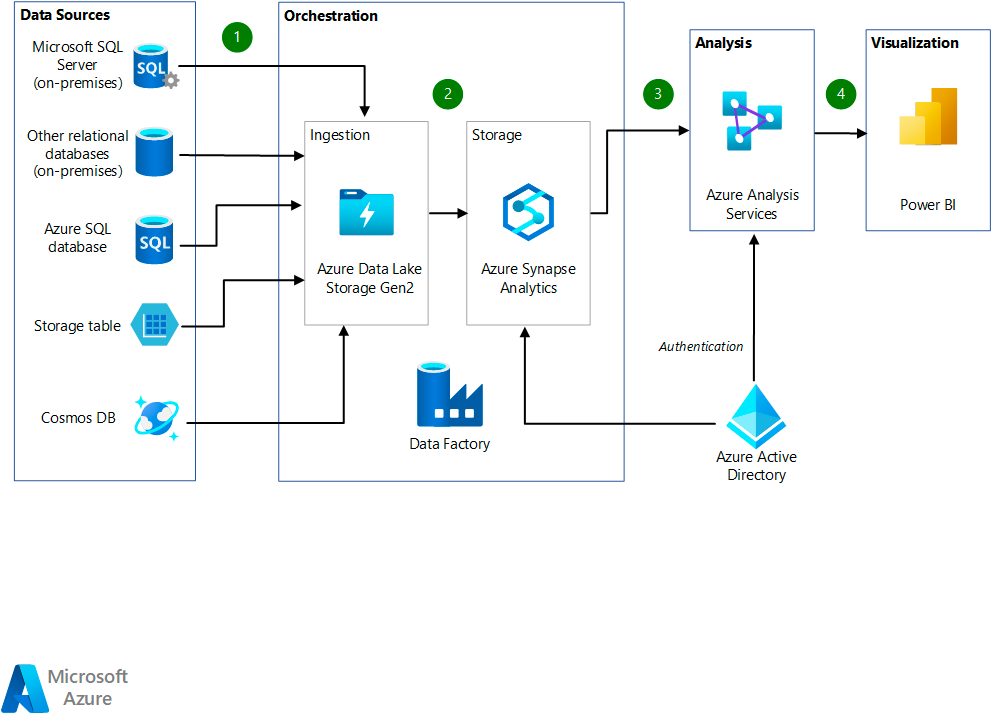 Data Sources
Microsoft SQL
Server
(on-premises)
SQL
Other relational
databases
(on-premises)
Azure SQL
database
SQL
Storage table
Cosmos DB
1
Orchestration
2
Ingestion
Azure Data Lake
Storage Gen2
Storage
Azure Synapse
Analytics
Data Factory
3
Analysis
Azure Analysis
Services
4
Visualization
Power BI
Authentication
Azure Active
Directory
Microsoft
Azure